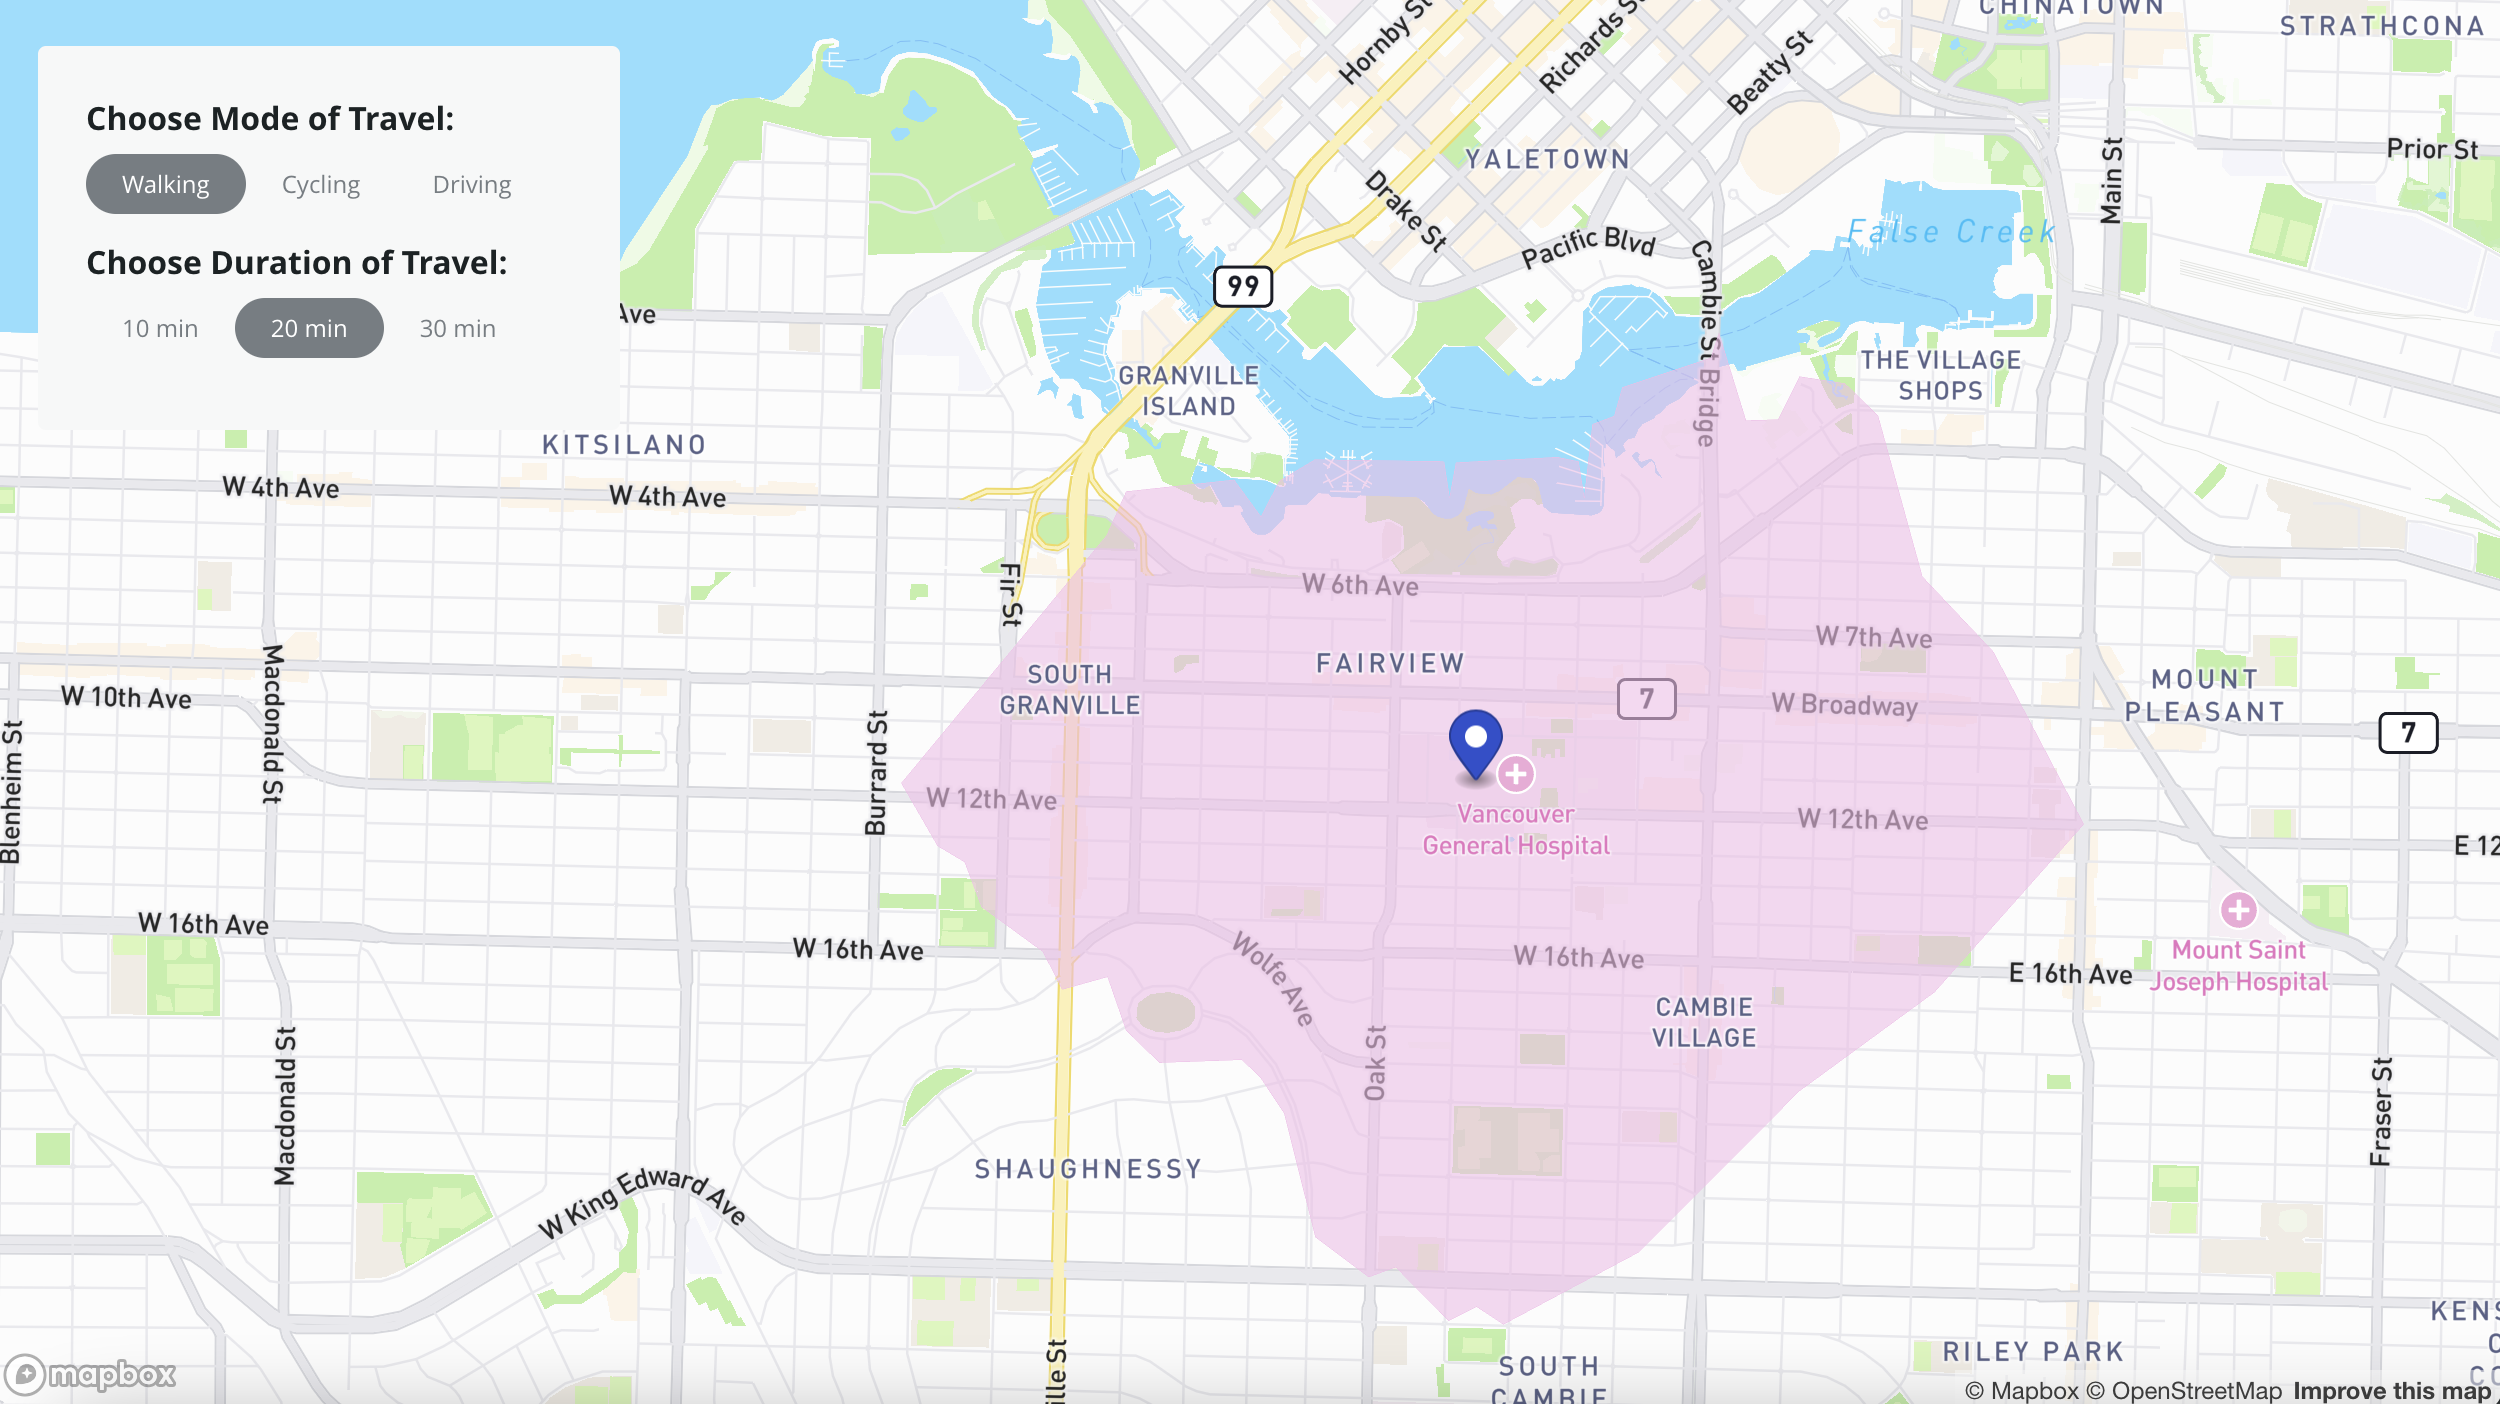 Choose Mode of Travel:
Walking
Cycling
Driving
Choose Duration of Travel:
10 min
20 min
30 min
CHINATOWN
STRATHCONA
Hornby St
Richards St
Beatty St
YALETOWN
Drake St
Pacific Blvd
Cambie St Bridge
Main St
Prior St
False Creek
99
Ave
GRANVILLE
ISLAND
THE VILLAGE
SHOPS
KITSILANO
W 4th Ave
W 4th Ave
Fir St
W 6th Ave
W 7th Ave
FAIRVIEW
SOUTH
GRANVILLE
7
W Broadway
MOUNT
PLEASANT
7
W 10th Ave
Macdonald St
Blenheim St
Burrard St
W 12th Ave
Vancouver
General Hospital
W 12th Ave
E 12
W 16th Ave
W 16th Ave
Wolfe Ave
W 16th Ave
E 16th Ave
Mount Saint
Joseph Hospital
CAMBIE
VILLAGE
Oak St
Macdonald St
Fraser St
SHAUGHNESSY
W King Edward Ave
ille St
SOUTH
CAMBIE
RILEY PARK
KENS
C
CO
mapbox
© Mapbox © OpenStreetMap Improve this map